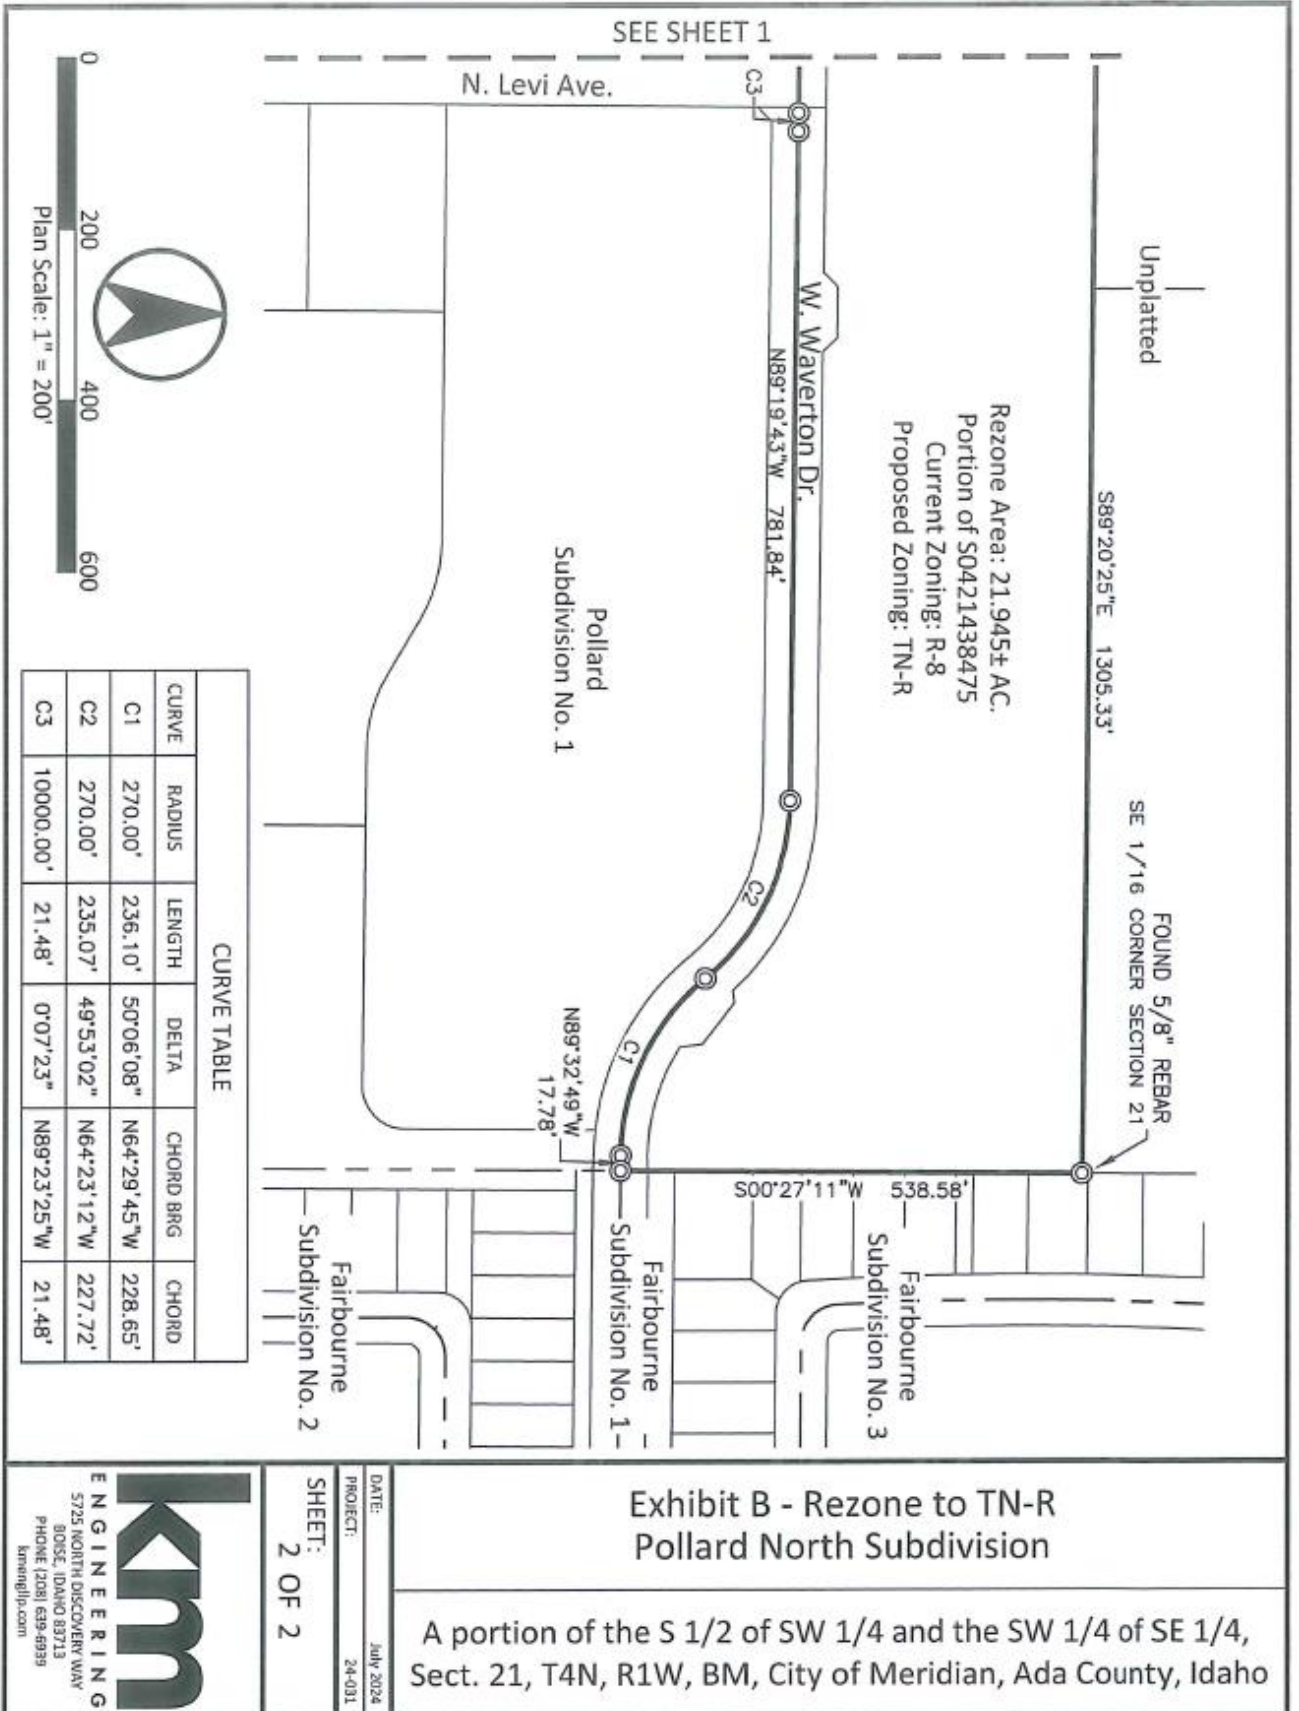 SEE SHEET 1
N. Levi Ave.
C3
Unplatted
S89°20'25"E 1305.33'
FOUND 5/8" REBAR
SE 1/16 CORNER SECTION 21
Rezone Area: 21.945± AC.
Portion of S0421438475
Current Zoning: R-8
Proposed Zoning: TN-R
W. Waverton Dr.
N89°19'43"W 781.84'
C2
C1
Pollard
Subdivision No. 1
N89°32'49"W
17.78'
S00°27'11"W 538.58'
Fairbourne
Subdivision No. 3
Fairbourne
Subdivision No. 1
Fairbourne
Subdivision No. 2
0 200 400 600
Plan Scale: 1" = 200'
CURVE TABLE
CURVE RADIUS LENGTH DELTA CHORD BRG CHORD
C1 270.00' 236.10' 50°06'08" N64°29'45"W 228.65'
C2 270.00' 235.07' 49°53'02" N64°23'12"W 227.72'
C3 10000.00' 21.48' 0°07'23" N89°23'25"W 21.48'
Exhibit B - Rezone to TN-R
Pollard North Subdivision
A portion of the S 1/2 of SW 1/4 and the SW 1/4 of SE 1/4,
Sect. 21, T4N, R1W, BM, City of Meridian, Ada County, Idaho
DATE: July 2024
PROJECT: 24-031
SHEET:
2 OF 2
km
ENGINEERING
5725 NORTH DISCOVERY WAY
BOISE, IDAHO 83713
PHONE (208) 639-6939
kmengllp.com